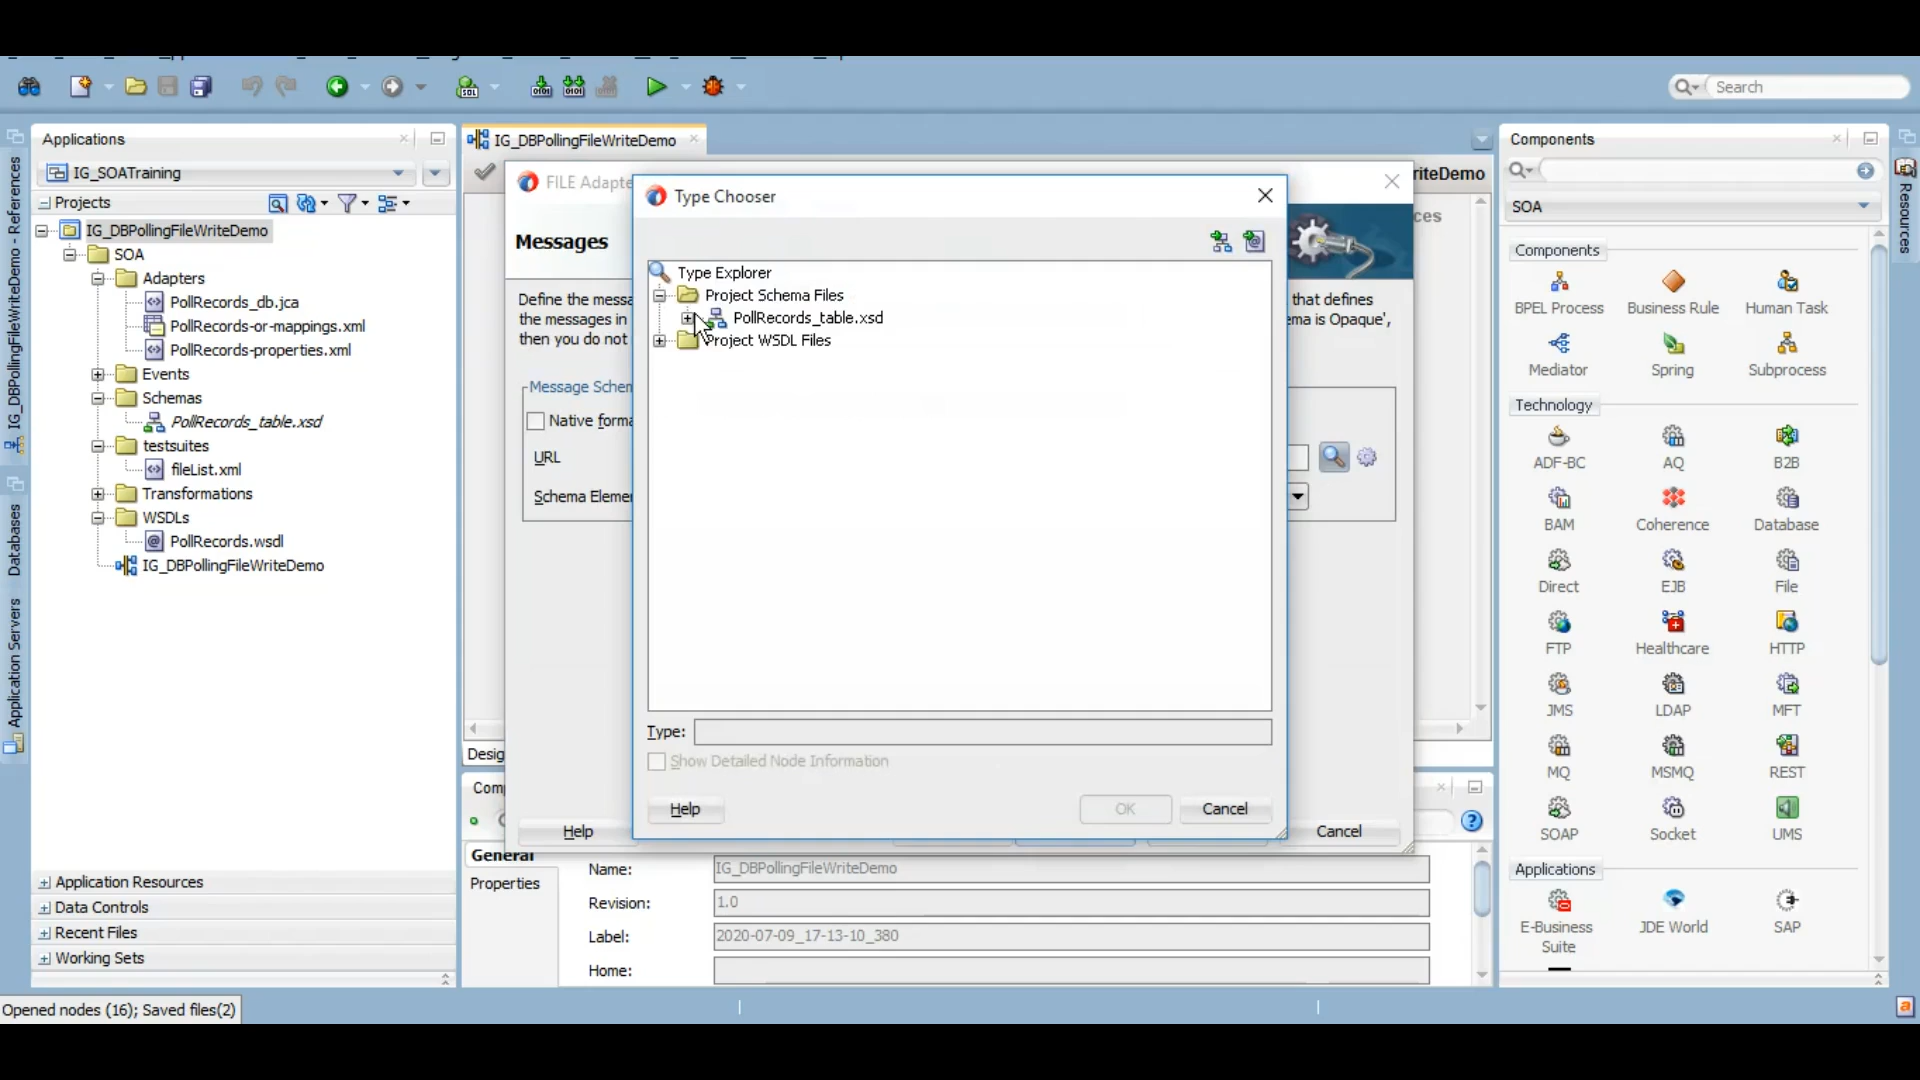 Search
Applications
IG_SOATraining
Projects
IG_DBPollingFileWriteDemo
SOA
Adapters
PollRecords_db.jca
PollRecords-or-mappings.xml
PollRecords-properties.xml
Events
Schemas
PollRecords_table.xsd
testsuites
fileList.xml
Transformations
WSDLs
PollRecords.wsdl
IG_DBPollingFileWriteDemo
Application Resources
Data Controls
Recent Files
Working Sets
Opened nodes (16); Saved files(2)
IG_DBPollingFileWriteDemo - References
Databases
Application Servers
IG_DBPollingFileWriteDemo
riteDemo
ces
FILE Adapte
Messages
Define the messa
that defines
the messages in
ema is Opaque',
then you do not
Message Schem
Native forma
URL
Schema Elemen
Help
Cancel
Type Chooser
Type Explorer
Project Schema Files
PollRecords_table.xsd
Project WSDL Files
Type:
Show Detailed Node Information
Help
OK
Cancel
Desig
Comp
General
Properties
Name:
IG_DBPollingFileWriteDemo
Revision:
1.0
Label:
2020-07-09_17-13-10_380
Home:
Components
SOA
Components
BPEL Process
Business Rule
Human Task
Mediator
Spring
Subprocess
Technology
ADF-BC
AQ
B2B
BAM
Coherence
Database
Direct
EJB
File
FTP
Healthcare
HTTP
JMS
LDAP
MFT
MQ
MSMQ
REST
SOAP
Socket
UMS
Applications
E-Business Suite
JDE World
SAP
Resources